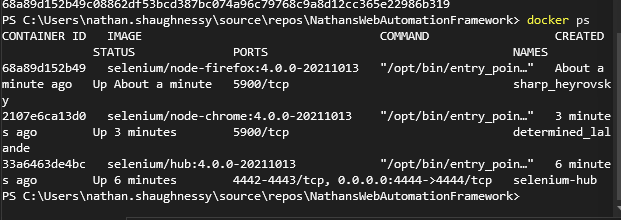 68a89d152b49c08862df53bcd387bc074a96c79768c9a8d12cc365e22986b319
PS C:\Users\nathan.shaughnessy\source\repos\NathansWebAutomationFramework> docker ps
CONTAINER ID   IMAGE                                 COMMAND                  CREATED
             STATUS              PORTS                                   NAMES
68a89d152b49   selenium/node-firefox:4.0.0-20211013   "/opt/bin/entry_poin…"   About a
minute ago   Up About a minute   5900/tcp                                sharp_heyrovsk
y
2107e6ca13d0   selenium/node-chrome:4.0.0-20211013    "/opt/bin/entry_poin…"   3 minute
s ago        Up 3 minutes        5900/tcp                                determined_lal
ande
33a6463de4bc   selenium/hub:4.0.0-20211013            "/opt/bin/entry_poin…"   6 minute
s ago        Up 6 minutes        4442-4443/tcp, 0.0.0.0:4444->4444/tcp   selenium-hub
PS C:\Users\nathan.shaughnessy\source\repos\NathansWebAutomationFramework>